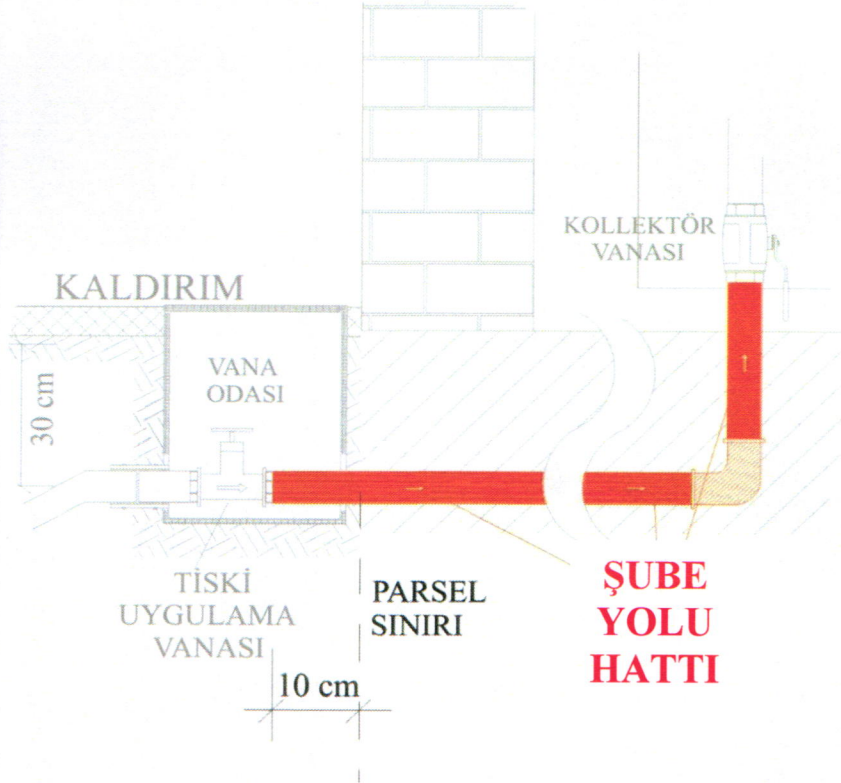 KOLLEKTÖR
VANASI
KALDIRIM
VANA
ODASI
30 cm
TİSKİ
UYGULAMA
VANASI
PARSEL
SINIRI
ŞUBE
YOLU
HATTI
10 cm